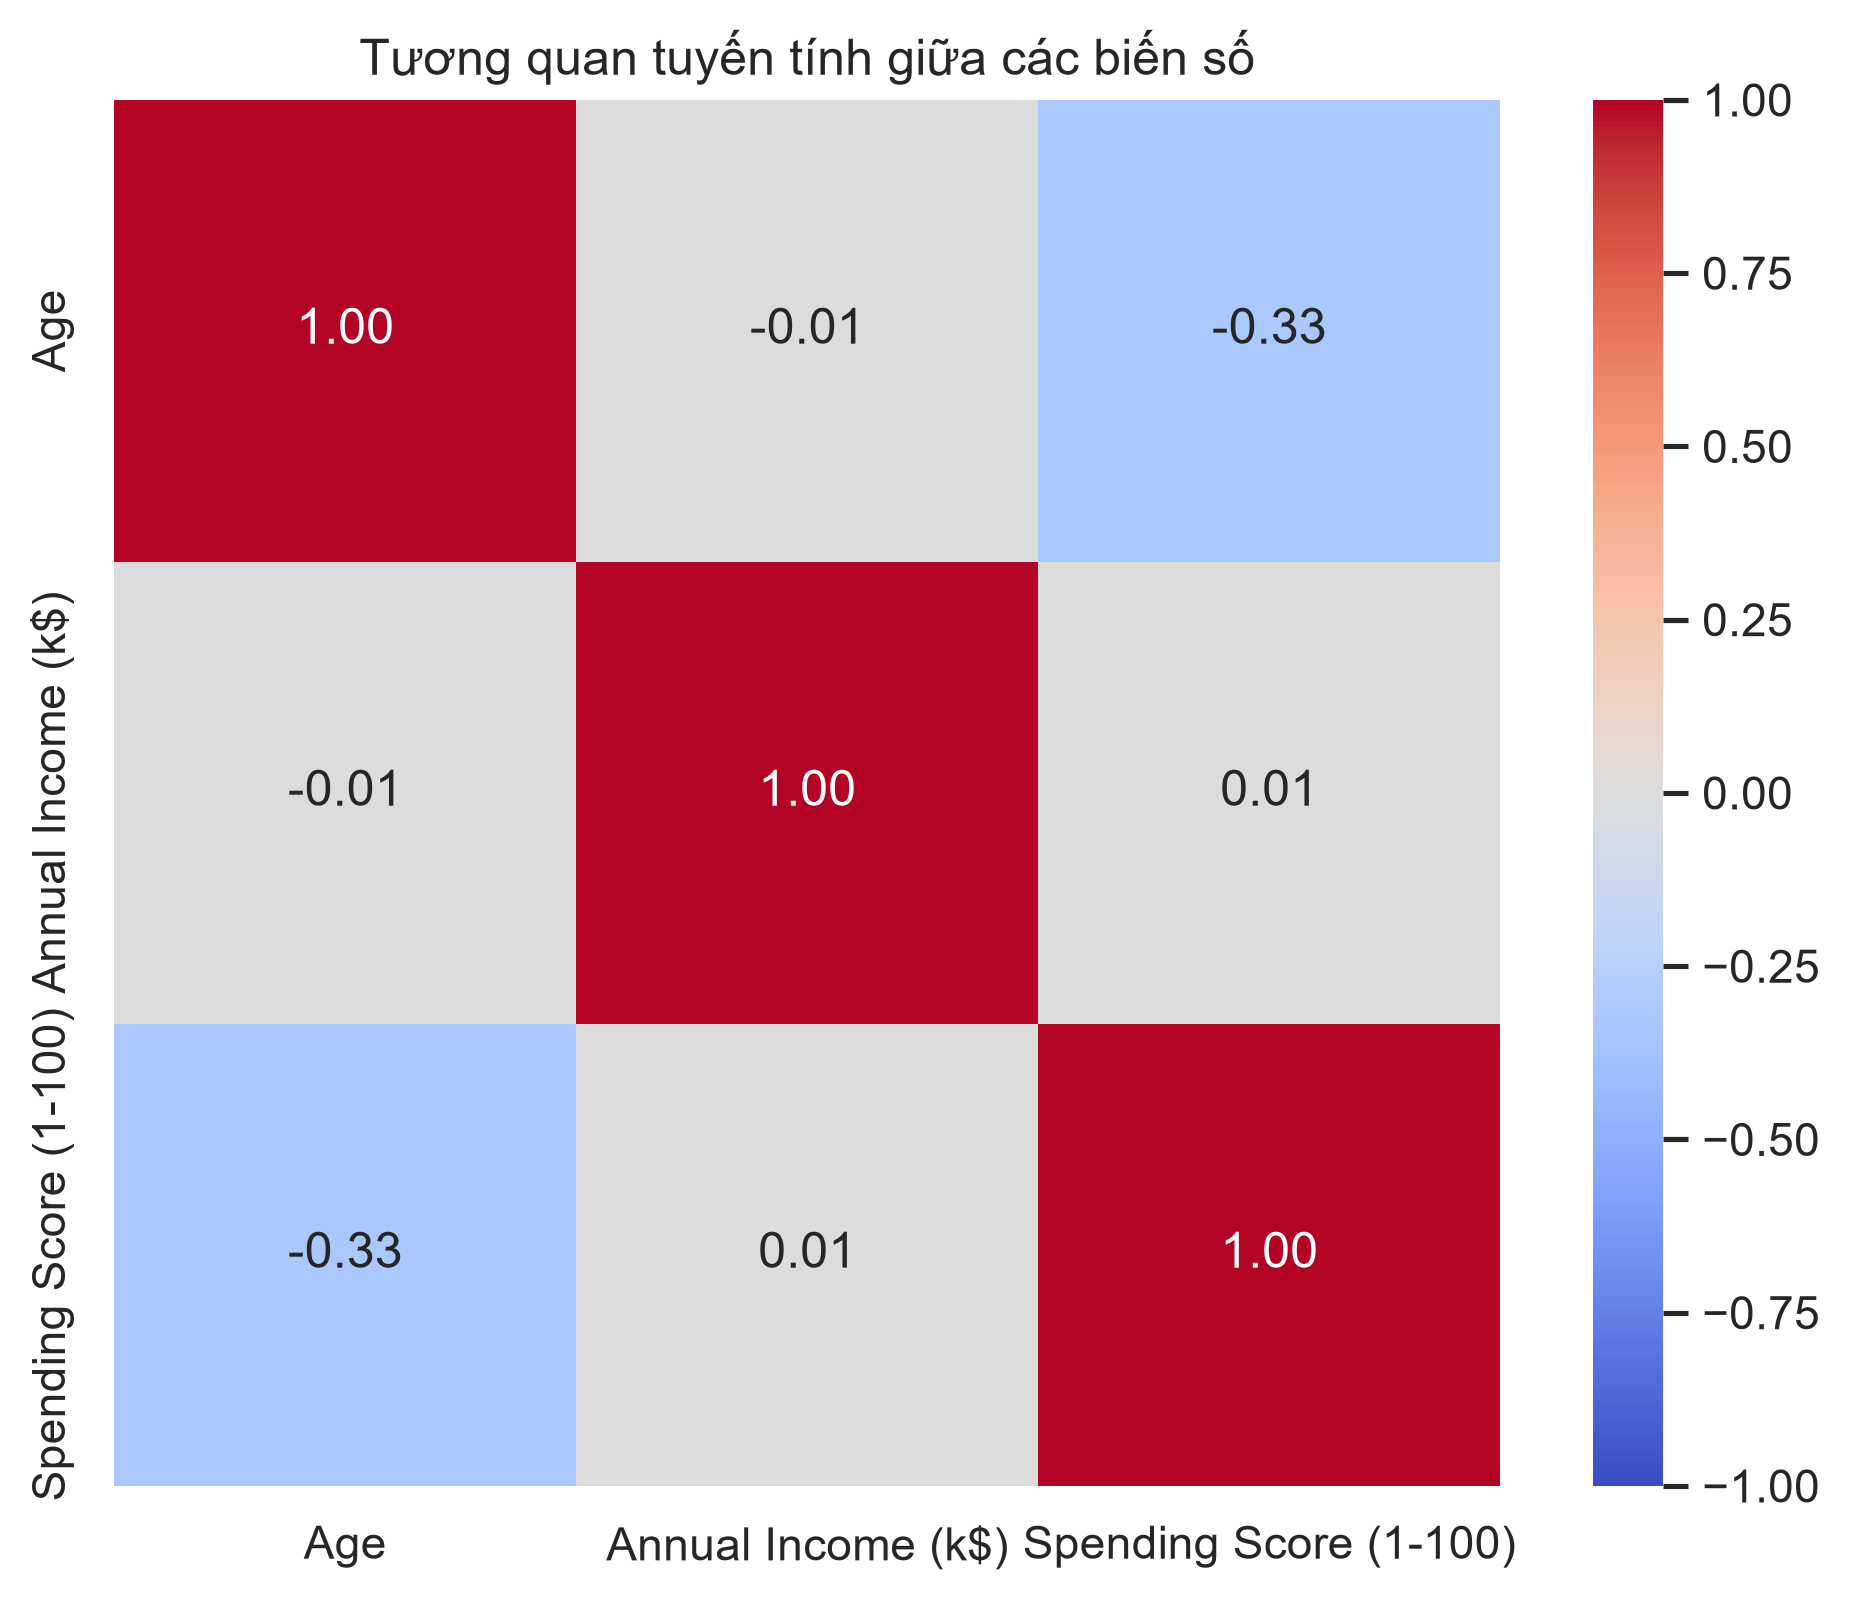 Tương quan tuyến tính giữa các biến số
Age
1.00
-0.01
-0.33
Annual Income (k$)
-0.01
1.00
0.01
Spending Score (1-100)
-0.33
0.01
1.00
Age
Annual Income (k$)
Spending Score (1-100)
1.00
0.75
0.50
0.25
0.00
−0.25
−0.50
−0.75
−1.00